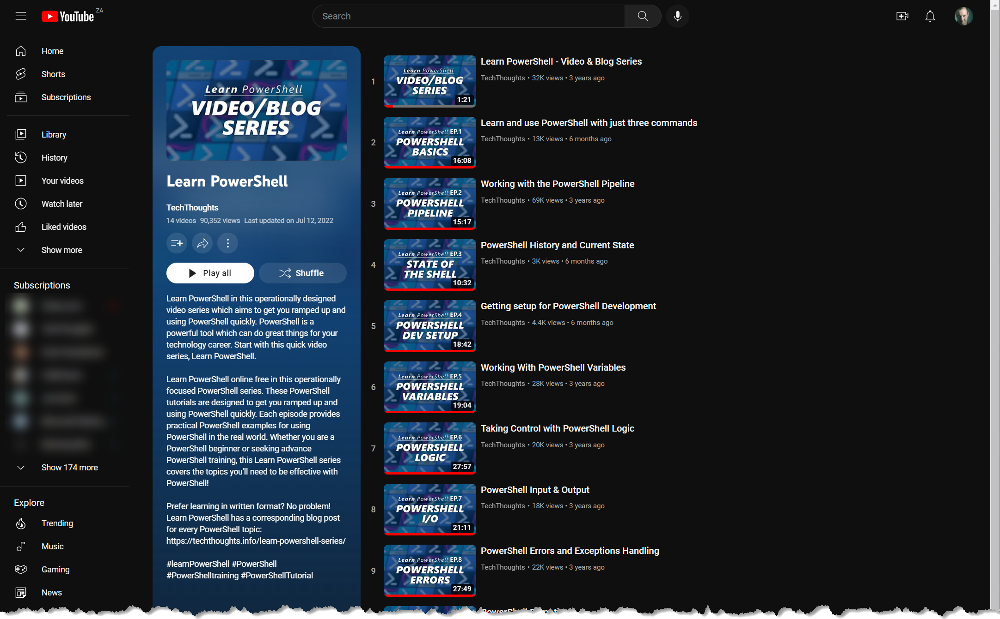 YouTube ZA
Search
Home
Shorts
Subscriptions
Library
History
Your videos
Watch later
Liked videos
Show more
Subscriptions
Show 174 more
Explore
Trending
Music
Gaming
News
Learn PowerShell
VIDEO/BLOG
SERIES
Learn PowerShell
TechThoughts
14 videos 90,352 views Last updated on Jul 12, 2022
Play all
Shuffle
Learn PowerShell in this operationally designed
video series which aims to get you ramped up and
using PowerShell quickly. PowerShell is a
powerful tool which can do great things for your
technology career. Start with this quick video
series, Learn PowerShell.
Learn PowerShell online free in this operationally
focused PowerShell series. These PowerShell
tutorials are designed to get you ramped up and
using PowerShell quickly. Each episode provides
practical PowerShell examples for using
PowerShell in the real world. Whether you are a
PowerShell beginner or seeking advance
PowerShell training, this Learn PowerShell series
covers the topics you'll need to be effective with
PowerShell!
Prefer learning in written format? No problem!
Learn PowerShell has a corresponding blog post
for every PowerShell topic:
https://techthoughts.info/learn-powershell-series/
#learnPowerShell #PowerShell
#PowerShelltraining #PowerShellTutorial
1
Learn PowerShell
VIDEO/BLOG
SERIES
1:21
Learn PowerShell - Video & Blog Series
TechThoughts • 32K views • 3 years ago
2
Learn PowerShell EP.1
POWERSHELL
BASICS
16:08
Learn and use PowerShell with just three commands
TechThoughts • 13K views • 6 months ago
3
Learn PowerShell EP.2
POWERSHELL
PIPELINE
15:17
Working with the PowerShell Pipeline
TechThoughts • 69K views • 3 years ago
4
Learn PowerShell EP.3
STATE OF
THE SHELL
10:32
PowerShell History and Current State
TechThoughts • 3K views • 6 months ago
5
Learn PowerShell EP.4
POWERSHELL
DEV SETUP
18:42
Getting setup for PowerShell Development
TechThoughts • 4.4K views • 6 months ago
6
Learn PowerShell EP.5
POWERSHELL
VARIABLES
19:04
Working With PowerShell Variables
TechThoughts • 28K views • 3 years ago
7
Learn PowerShell EP.6
POWERSHELL
LOGIC
27:57
Taking Control with PowerShell Logic
TechThoughts • 20K views • 3 years ago
8
Learn PowerShell EP.7
POWERSHELL
I/O
21:11
PowerShell Input & Output
TechThoughts • 18K views • 3 years ago
9
Learn PowerShell EP.8
POWERSHELL
ERRORS
27:49
PowerShell Errors and Exceptions Handling
TechThoughts • 22K views • 3 years ago
PowerShell